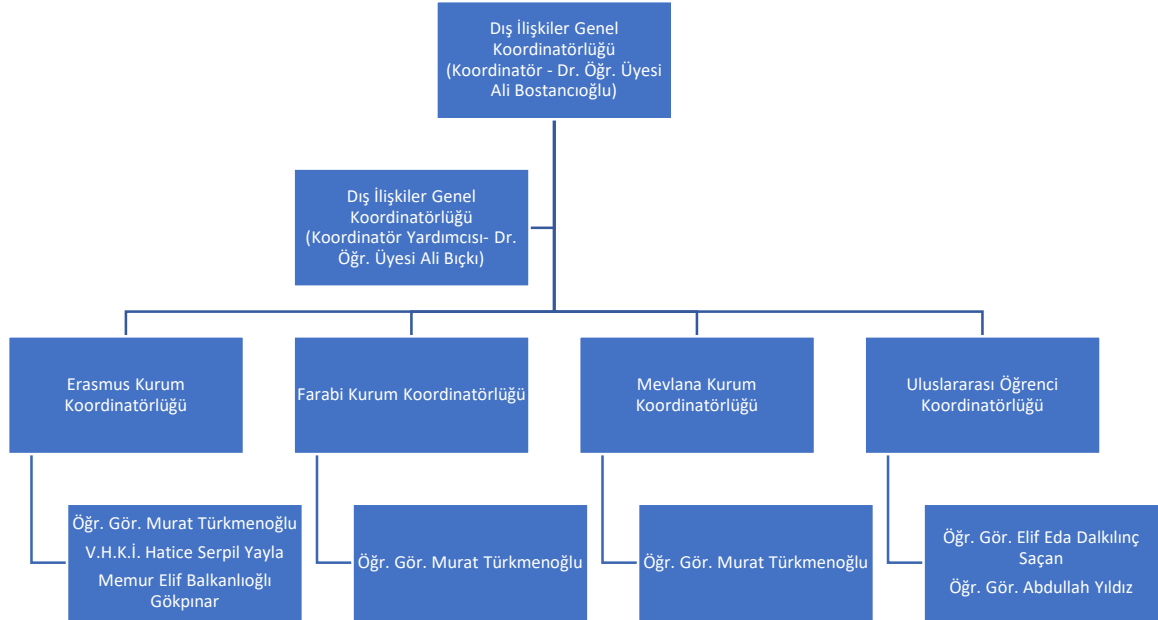 Dış İlişkiler Genel
Koordinatörlüğü
(Koordinatör - Dr. Öğr. Üyesi
Ali Bostancıoğlu)
Dış İlişkiler Genel
Koordinatörlüğü
(Koordinatör Yardımcısı- Dr.
Öğr. Üyesi Ali Bıçkı)
Erasmus Kurum
Koordinatörlüğü
Farabi Kurum Koordinatörlüğü
Mevlana Kurum
Koordinatörlüğü
Uluslararası Öğrenci
Koordinatörlüğü
Öğr. Gör. Murat Türkmenoğlu
V.H.K.İ. Hatice Serpil Yayla
Memur Elif Balkanlıoğlı
Gökpınar
Öğr. Gör. Murat Türkmenoğlu
Öğr. Gör. Murat Türkmenoğlu
Öğr. Gör. Elif Eda Dalkılınç
Saçan
Öğr. Gör. Abdullah Yıldız